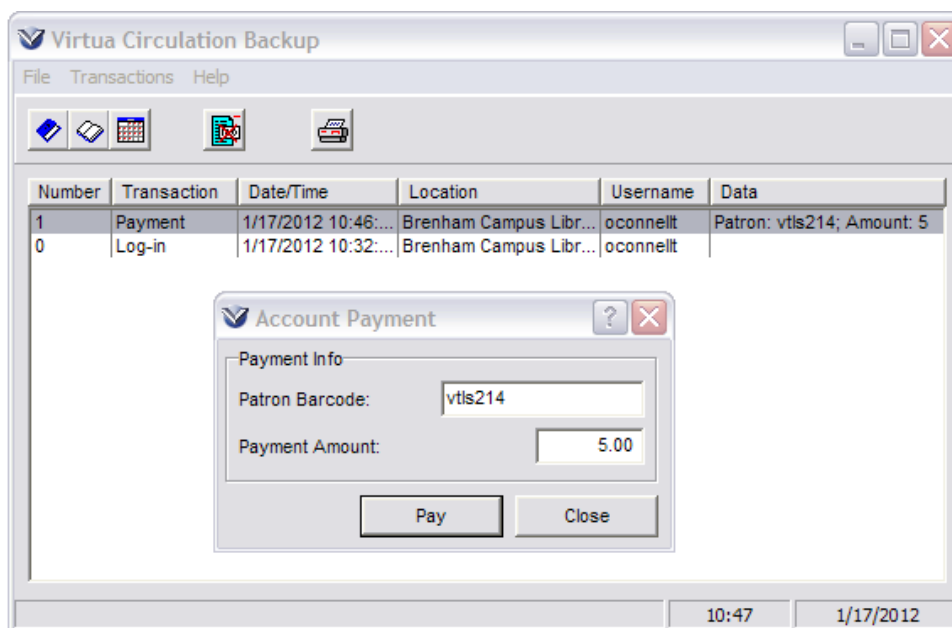 Virtua Circulation Backup
File Transactions Help
Number Transaction Date/Time Location Username Data
1 Payment 1/17/2012 10:46:... Brenham Campus Libr... oconnellt Patron: vtls214; Amount: 5
0 Log-in 1/17/2012 10:32:... Brenham Campus Libr... oconnellt
Account Payment
Payment Info
Patron Barcode: vtls214
Payment Amount: 5.00
Pay Close
10:47 1/17/2012